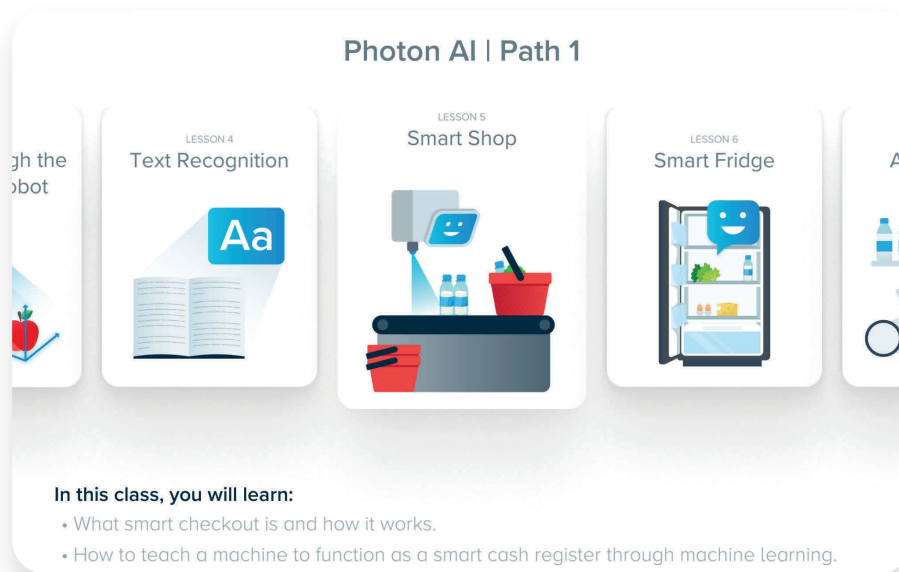 Photon AI | Path 1
gh the
obot
LESSON 4
Text Recognition
Aa
LESSON 5
Smart Shop
LESSON 6
Smart Fridge
A
In this class, you will learn:
• What smart checkout is and how it works.
• How to teach a machine to function as a smart cash register through machine learning.